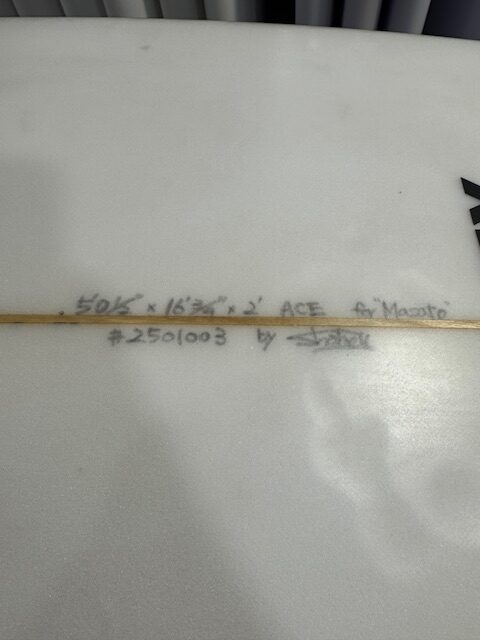 5'0½" × 16'¾" × 2' ACE for "Masato"
#2501003 by